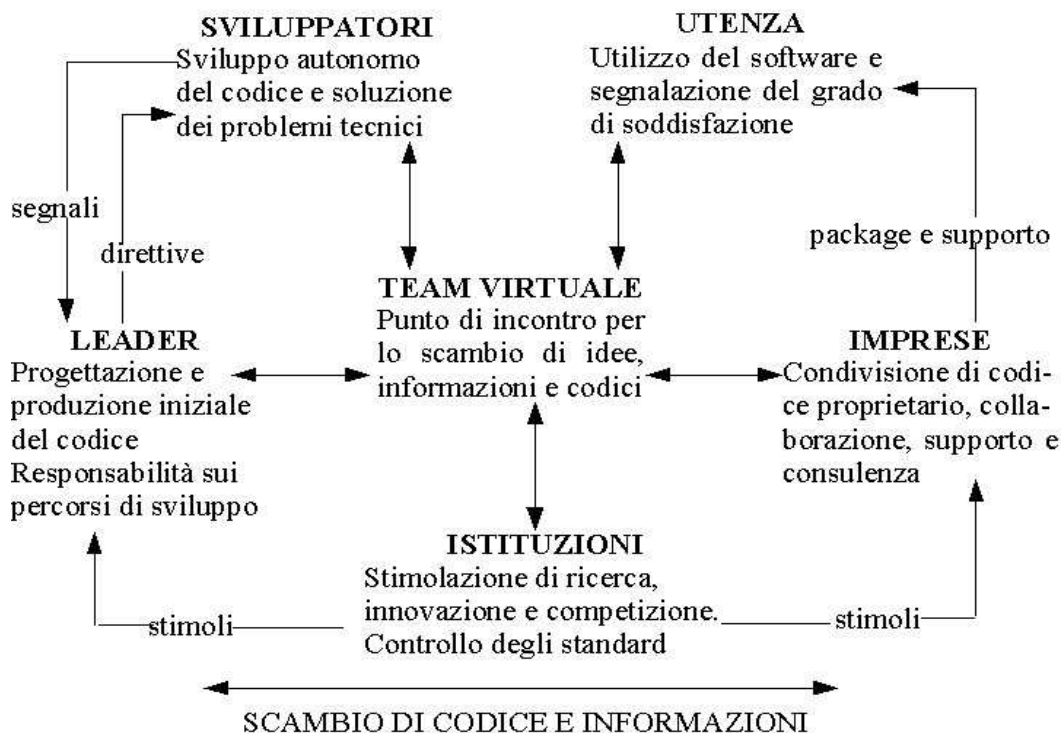 SVILUPPATORI
Sviluppo autonomo
del codice e soluzione
dei problemi tecnici
UTENZA
Utilizzo del software e
segnalazione del grado
di soddisfazione
segnali
direttive
package e supporto
TEAM VIRTUALE
Punto di incontro per
lo scambio di idee,
informazioni e codici
LEADER
Progettazione e
produzione iniziale
del codice
Responsabilità sui
percorsi di sviluppo
IMPRESE
Condivisione di codi-
ce proprietario, colla-
borazione, supporto e
consulenza
ISTITUZIONI
Stimolazione di ricerca,
innovazione e competizione.
Controllo degli standard
stimoli
stimoli
SCAMBIO DI CODICE E INFORMAZIONI